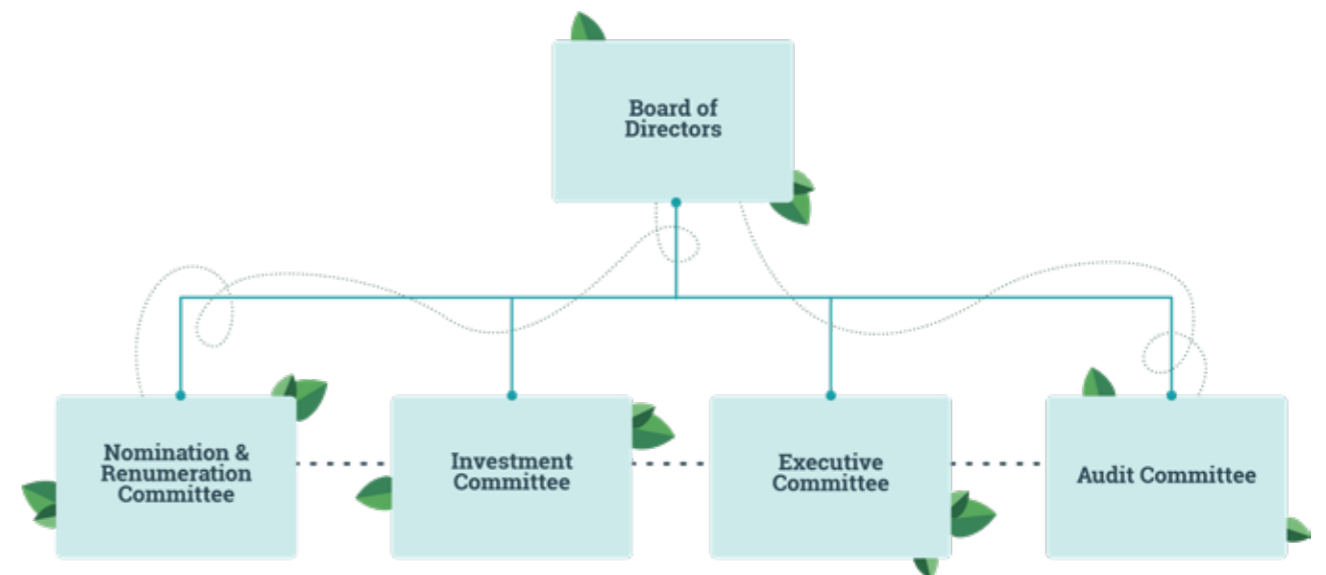 Board of
Directors
Nomination &
Renumeration
Committee
Investment
Committee
Executive
Committee
Audit Committee